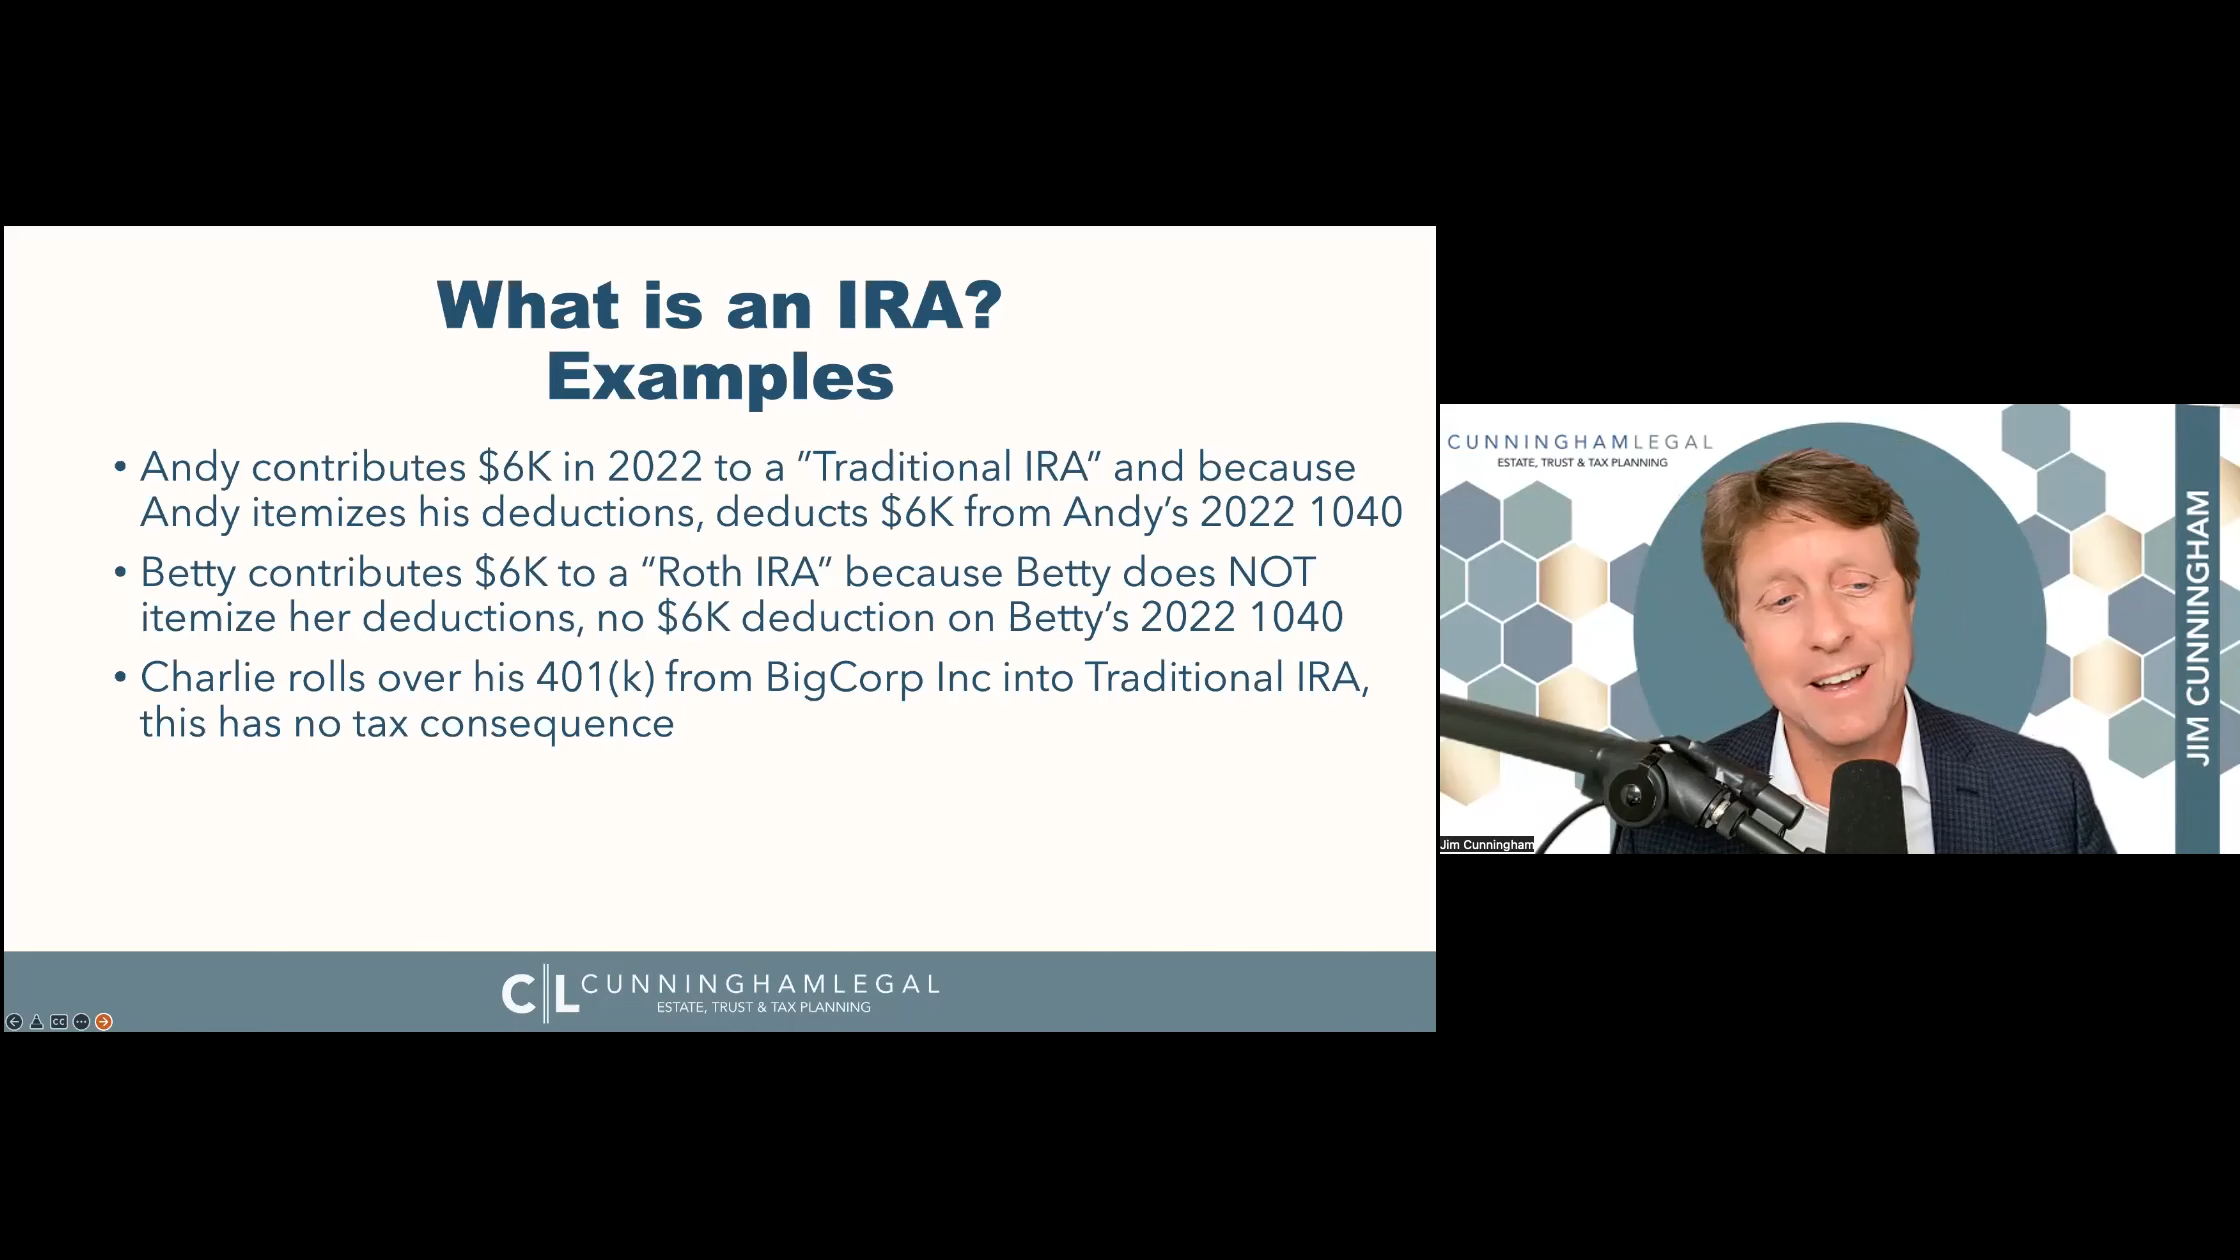 What is an IRA?
Examples
• Andy contributes $6K in 2022 to a ”Traditional IRA” and because
Andy itemizes his deductions, deducts $6K from Andy’s 2022 1040
• Betty contributes $6K to a “Roth IRA” because Betty does NOT
itemize her deductions, no $6K deduction on Betty’s 2022 1040
• Charlie rolls over his 401(k) from BigCorp Inc into Traditional IRA,
this has no tax consequence
CL CUNNINGHAMLEGAL
ESTATE, TRUST & TAX PLANNING
CC
CUNNINGHAMLEGAL
ESTATE, TRUST & TAX PLANNING
JIM CUNNINGHAM
Jim Cunningham